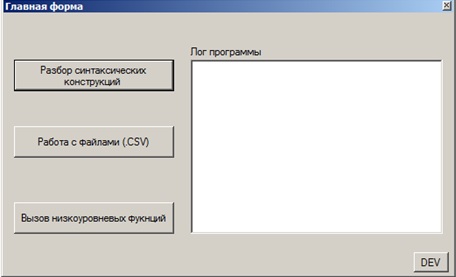 Главная форма
Лог программы
Разбор синтаксических
конструкций
Работа с файлами (.CSV)
Вызов низкоуровневых фукнций
DEV